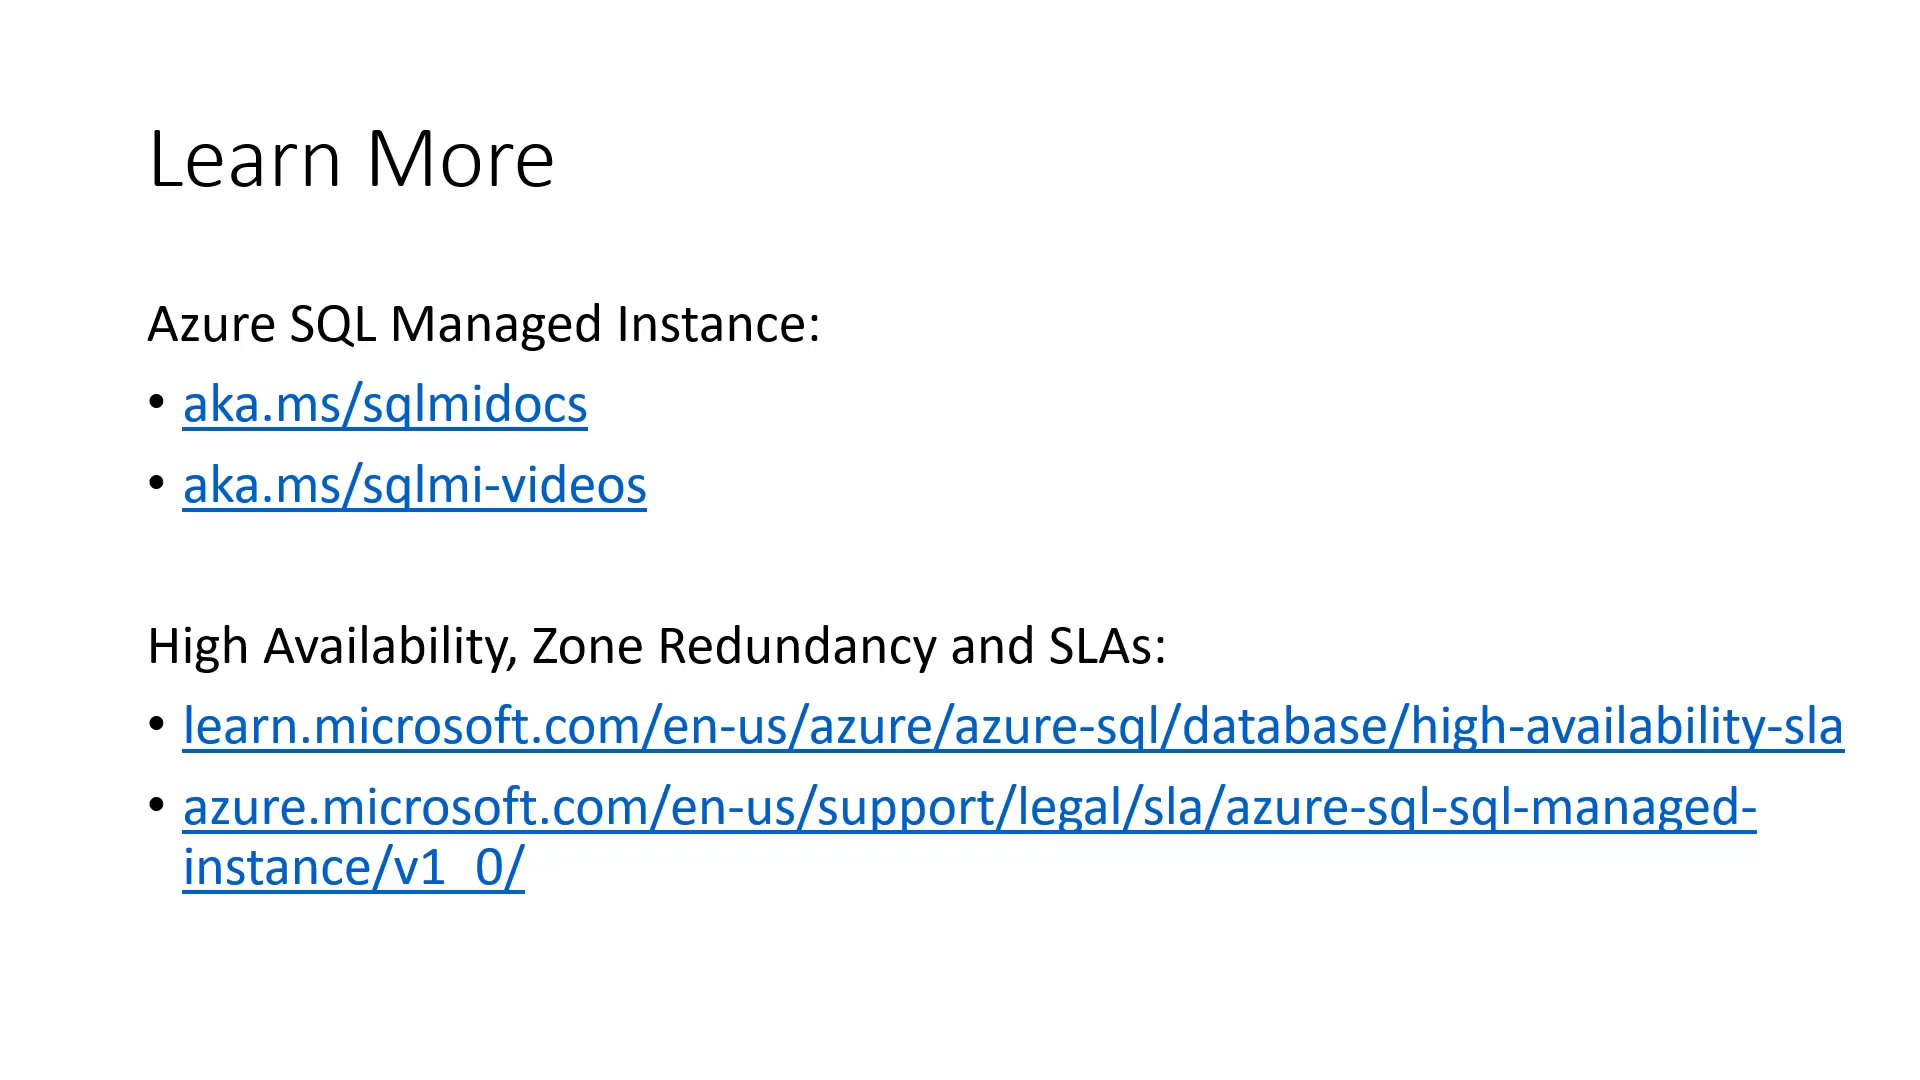 Learn More
Azure SQL Managed Instance:
• aka.ms/sqlmidocs
• aka.ms/sqlmi-videos
High Availability, Zone Redundancy and SLAs:
• learn.microsoft.com/en-us/azure/azure-sql/database/high-availability-sla
• azure.microsoft.com/en-us/support/legal/sla/azure-sql-sql-managed-
instance/v1_0/